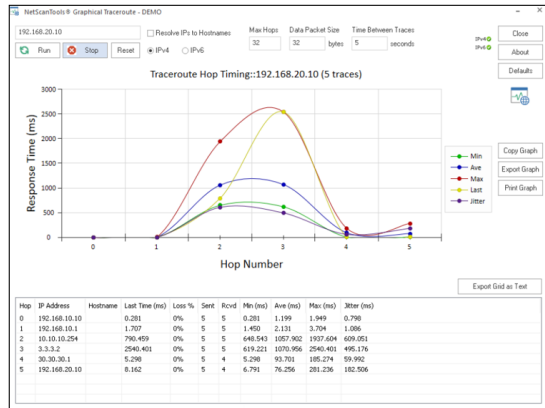 NetScanTools® Graphical Traceroute - DEMO
192.168.20.10
Resolve IPs to Hostnames
Max Hops Data Packet Size Time Between Traces
32 32 bytes 5 seconds
IPv4
IPv6
Run Stop Reset IPv4 IPv6
Close
About
Defaults
Traceroute Hop Timing::192.168.20.10 (5 traces)
Response Time (ms)
3000
2500
2000
1500
1000
500
0
0 1 2 3 4 5
Hop Number
Min
Ave
Max
Last
Jitter
Copy Graph
Export Graph
Print Graph
Export Grid as Text
Hop IP Address Hostname Last Time (ms) Loss % Sent Rcvd Min (ms) Ave (ms) Max (ms) Jitter (ms)
0 192.168.10.10 0.281 0% 5 5 0.281 1.199 1.949 0.798
1 192.168.10.1 1.707 0% 5 5 1.450 2.131 3.704 1.086
2 10.10.10.254 790.459 0% 5 5 648.543 1057.902 1937.604 609.051
3 3.3.3.2 2540.401 0% 5 5 619.221 1070.956 2540.401 495.176
4 30.30.30.1 5.298 0% 5 4 5.298 93.701 185.274 59.992
5 192.168.20.10 8.162 0% 5 4 6.791 76.256 281.236 182.506